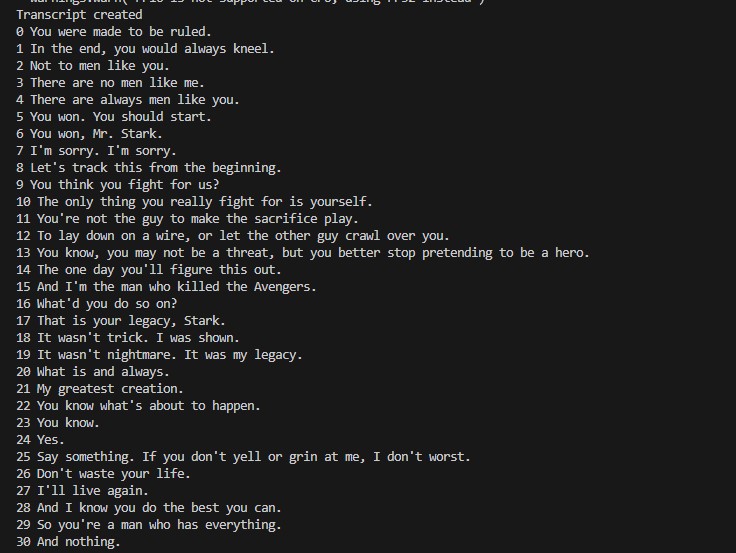 Transcript created
0 You were made to be ruled.
1 In the end, you would always kneel.
2 Not to men like you.
3 There are no men like me.
4 There are always men like you.
5 You won. You should start.
6 You won, Mr. Stark.
7 I'm sorry. I'm sorry.
8 Let's track this from the beginning.
9 You think you fight for us?
10 The only thing you really fight for is yourself.
11 You're not the guy to make the sacrifice play.
12 To lay down on a wire, or let the other guy crawl over you.
13 You know, you may not be a threat, but you better stop pretending to be a hero.
14 The one day you'll figure this out.
15 And I'm the man who killed the Avengers.
16 What'd you do so on?
17 That is your legacy, Stark.
18 It wasn't trick. I was shown.
19 It wasn't nightmare. It was my legacy.
20 What is and always.
21 My greatest creation.
22 You know what's about to happen.
23 You know.
24 Yes.
25 Say something. If you don't yell or grin at me, I don't worst.
26 Don't waste your life.
27 I'll live again.
28 And I know you do the best you can.
29 So you're a man who has everything.
30 And nothing.